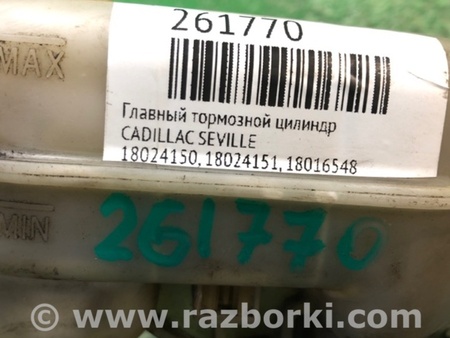 261770
MAX
Главный тормозной цилиндр
CADILLAC SEVILLE
18024150, 18024151, 18016548
MIN
261770
www.razborki.com